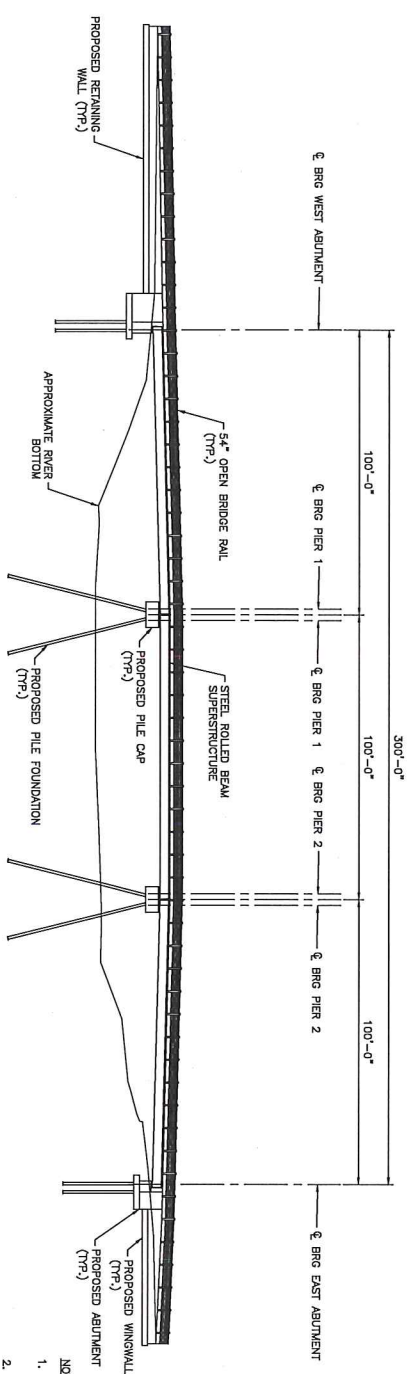 300'-0"
100'-0"
100'-0"
100'-0"
℄ BRG WEST ABUTMENT
℄ BRG PIER 1
℄ BRG PIER 1
℄ BRG PIER 2
℄ BRG PIER 2
℄ BRG EAST ABUTMENT
54" OPEN BRIDGE RAIL
(TYP.)
STEEL ROLLED BEAM
SUPERSTRUCTURE
PROPOSED RETAINING
WALL (TYP.)
APPROXIMATE RIVER
BOTTOM
PROPOSED PILE CAP
(TYP.)
PROPOSED PILE FOUNDATION
(TYP.)
PROPOSED WINGWALL
(TYP.)
PROPOSED ABUTMENT
(TYP.)
NO
1.
2.